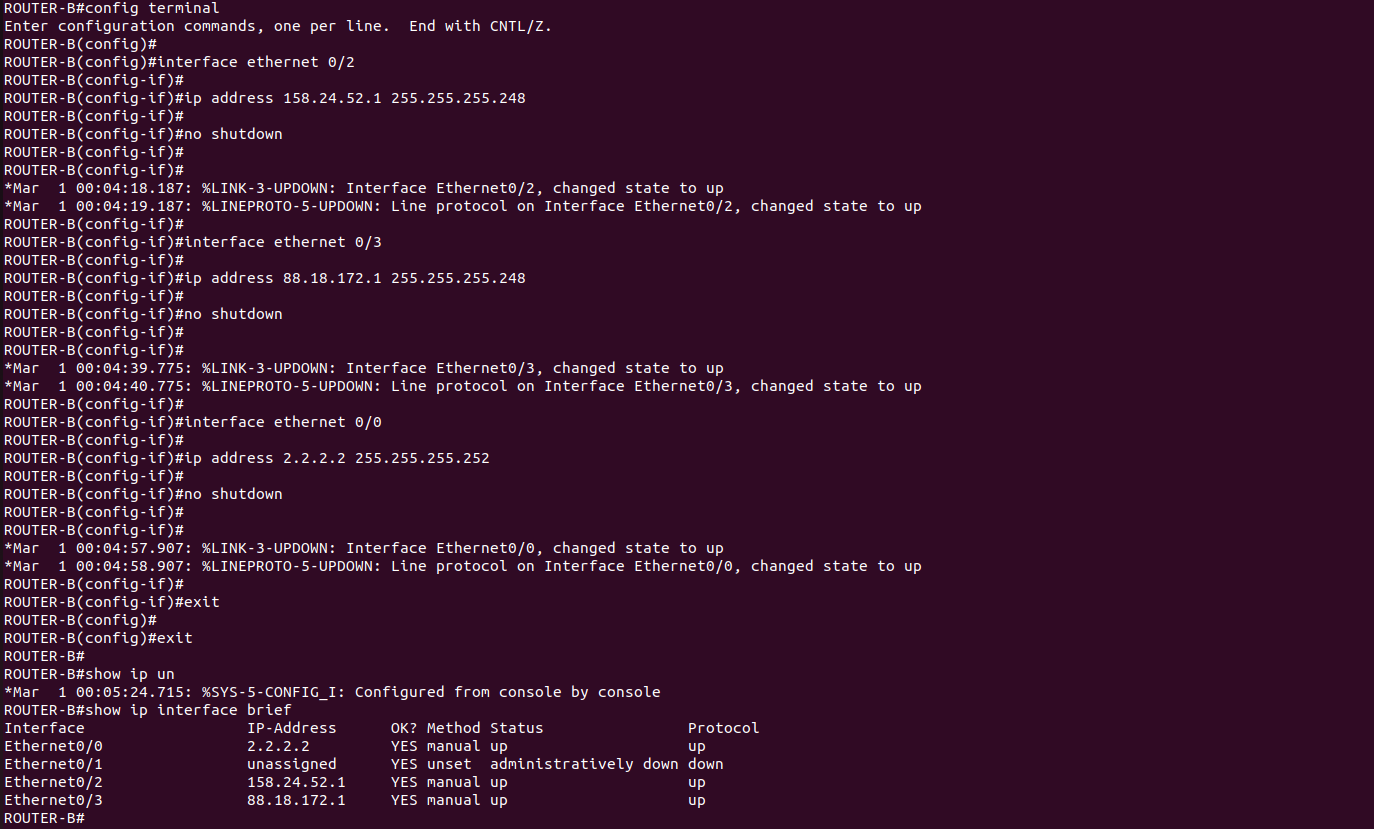 ROUTER-B#config terminal
Enter configuration commands, one per line.  End with CNTL/Z.
ROUTER-B(config)#
ROUTER-B(config)#interface ethernet 0/2
ROUTER-B(config-if)#
ROUTER-B(config-if)#ip address 158.24.52.1 255.255.255.248
ROUTER-B(config-if)#
ROUTER-B(config-if)#no shutdown
ROUTER-B(config-if)#
ROUTER-B(config-if)#
*Mar  1 00:04:18.187: %LINK-3-UPDOWN: Interface Ethernet0/2, changed state to up
*Mar  1 00:04:19.187: %LINEPROTO-5-UPDOWN: Line protocol on Interface Ethernet0/2, changed state to up
ROUTER-B(config-if)#
ROUTER-B(config-if)#interface ethernet 0/3
ROUTER-B(config-if)#
ROUTER-B(config-if)#ip address 88.18.172.1 255.255.255.248
ROUTER-B(config-if)#
ROUTER-B(config-if)#no shutdown
ROUTER-B(config-if)#
ROUTER-B(config-if)#
*Mar  1 00:04:39.775: %LINK-3-UPDOWN: Interface Ethernet0/3, changed state to up
*Mar  1 00:04:40.775: %LINEPROTO-5-UPDOWN: Line protocol on Interface Ethernet0/3, changed state to up
ROUTER-B(config-if)#
ROUTER-B(config-if)#interface ethernet 0/0
ROUTER-B(config-if)#
ROUTER-B(config-if)#ip address 2.2.2.2 255.255.255.252
ROUTER-B(config-if)#
ROUTER-B(config-if)#no shutdown
ROUTER-B(config-if)#
ROUTER-B(config-if)#
*Mar  1 00:04:57.907: %LINK-3-UPDOWN: Interface Ethernet0/0, changed state to up
*Mar  1 00:04:58.907: %LINEPROTO-5-UPDOWN: Line protocol on Interface Ethernet0/0, changed state to up
ROUTER-B(config-if)#
ROUTER-B(config-if)#exit
ROUTER-B(config)#
ROUTER-B(config)#exit
ROUTER-B#
ROUTER-B#show ip un
*Mar  1 00:05:24.715: %SYS-5-CONFIG_I: Configured from console by console
ROUTER-B#show ip interface brief
Interface                  IP-Address      OK? Method Status                Protocol
Ethernet0/0                2.2.2.2         YES manual up                    up
Ethernet0/1                unassigned      YES unset  administratively down down
Ethernet0/2                158.24.52.1     YES manual up                    up
Ethernet0/3                88.18.172.1     YES manual up                    up
ROUTER-B#